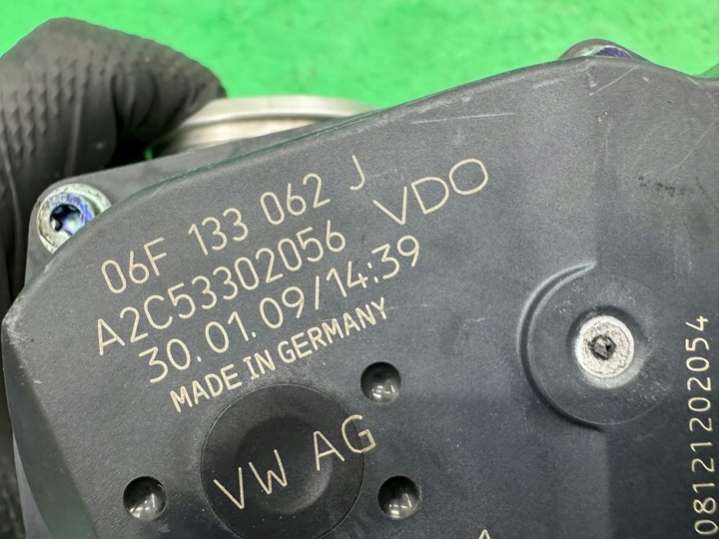 06F 133 062 J
A2C53302056 VDO
30.01.09/14:39
MADE IN GERMANY
VW AG
08121202054